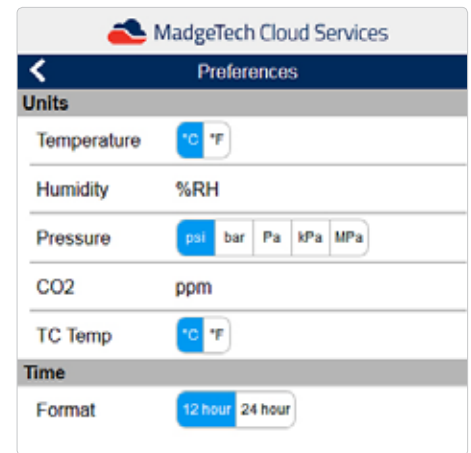 MadgeTech Cloud Services
Preferences
Units
Temperature °C °F
Humidity %RH
Pressure psi bar Pa kPa MPa
CO2 ppm
TC Temp °C °F
Time
Format 12 hour 24 hour